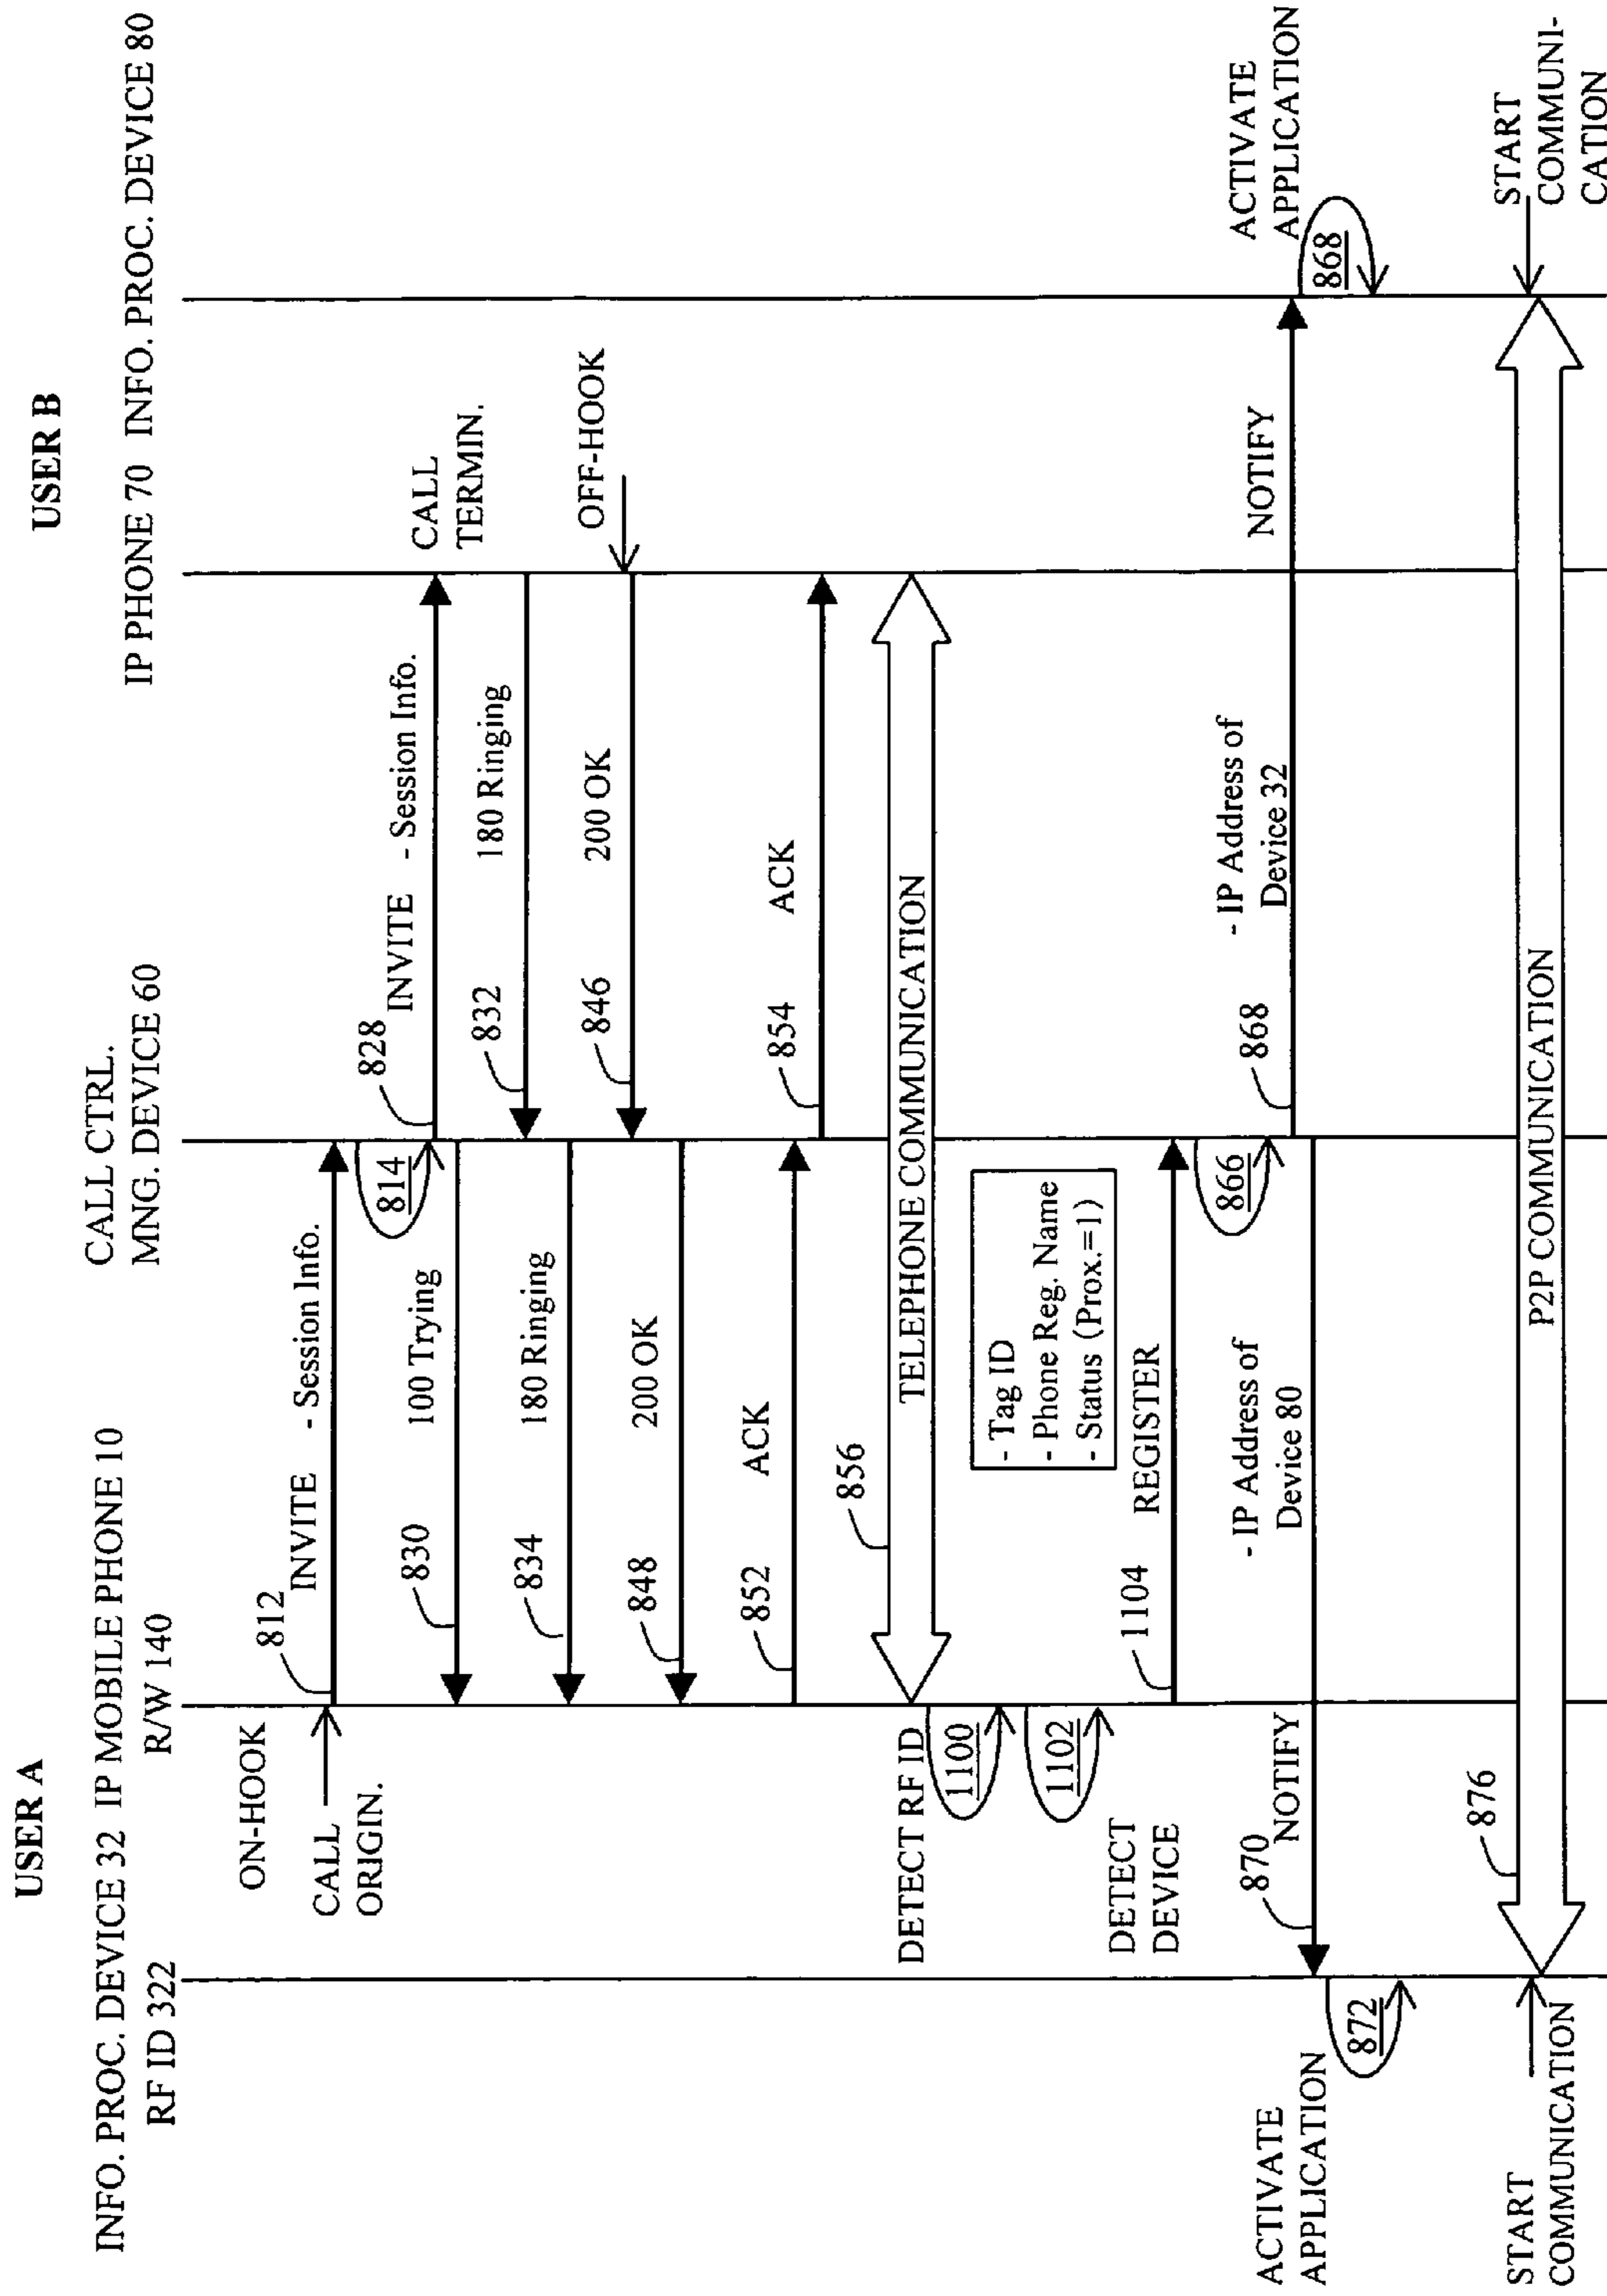 USER A
USER B
INFO. PROC. DEVICE 32
RF ID 322
IP MOBILE PHONE 10
R/W 140
CALL CTRL.
MNG. DEVICE 60
IP PHONE 70
INFO. PROC. DEVICE 80
ON-HOOK
CALL
ORIGIN.
812
INVITE
- Session Info.
814
828
INVITE
- Session Info.
CALL
TERMIN.
830
100 Trying
832
180 Ringing
834
180 Ringing
OFF-HOOK
846
200 OK
848
200 OK
852
ACK
854
ACK
856
TELEPHONE COMMUNICATION
DETECT RF ID
1100
1102
DETECT
DEVICE
- Tag ID
- Phone Reg. Name
- Status (Prox.=1)
1104
REGISTER
866
868
- IP Address of
Device 32
NOTIFY
ACTIVATE
APPLICATION
868
870
NOTIFY
- IP Address of
Device 80
ACTIVATE
APPLICATION
872
876
P2P COMMUNICATION
START
COMMUNICATION
START
COMMUNI-
CATION